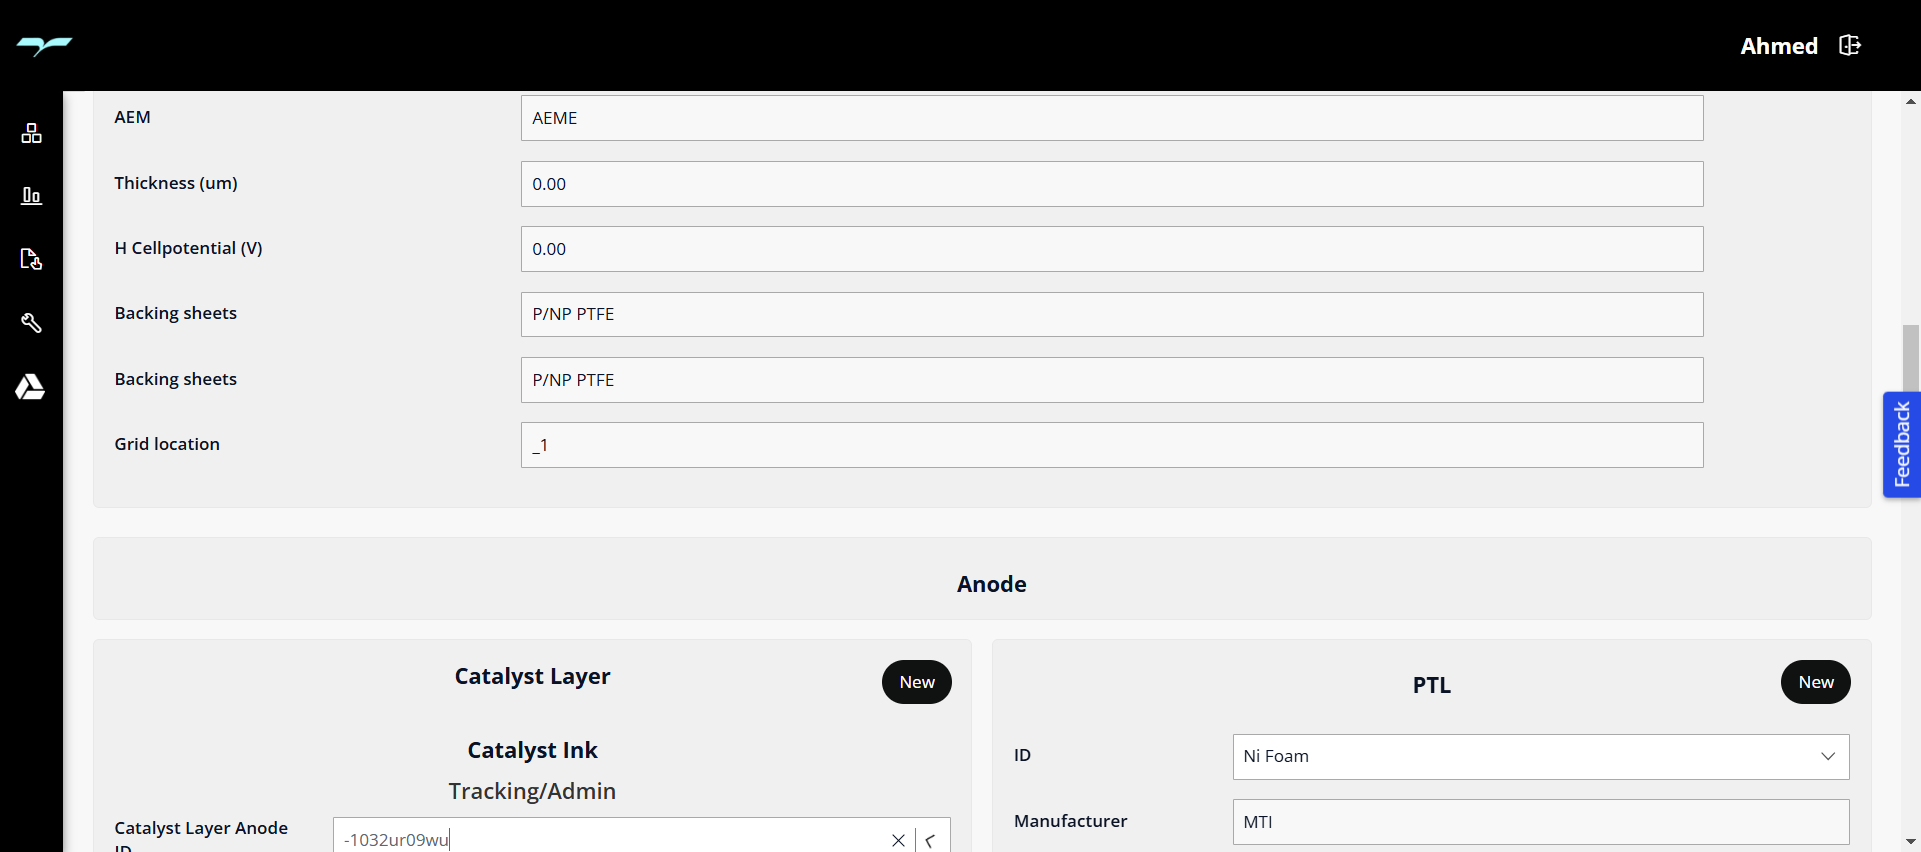 Ahmed
AEM
AEME
Thickness (um)
0.00
H Cellpotential (V)
0.00
Backing sheets
P/NP PTFE
Backing sheets
P/NP PTFE
Grid location
_1
Feedback
Anode
Catalyst Layer
New
Catalyst Ink
Tracking/Admin
Catalyst Layer Anode
ID
-1032ur09wu
PTL
New
ID
Ni Foam
Manufacturer
MTI